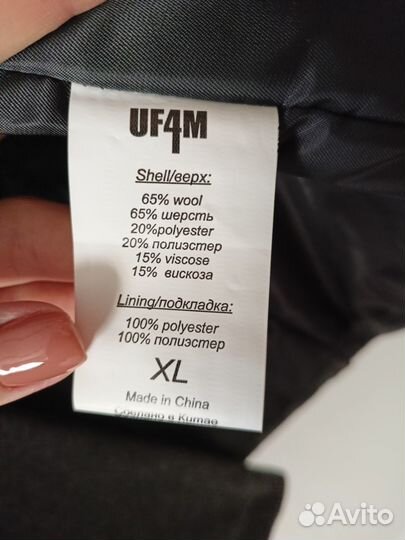 UF4M
Shell/верх:
65% wool
65% шерсть
20%polyester
20% полиэстер
15% viscose
15% вискоза
Lining/подкладка:
100% polyester
100% полиэстер
XL
Made in China
Сделано в Китае
Avito